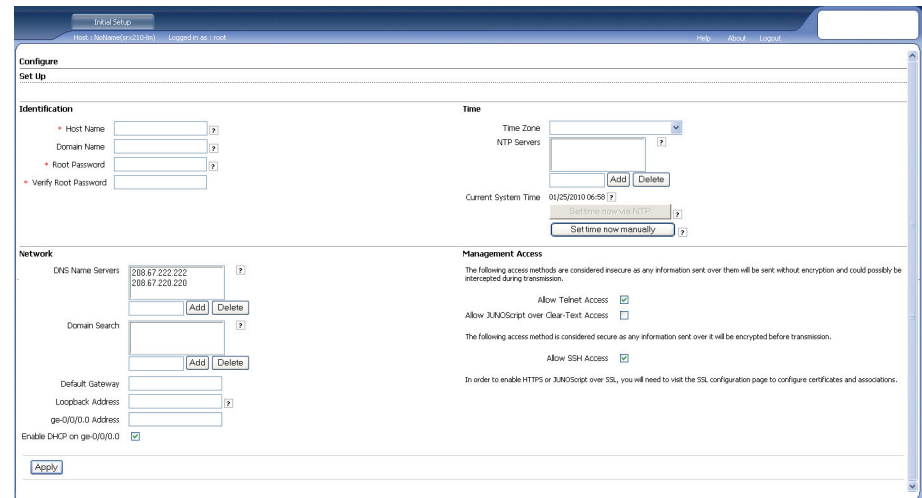 Initial Setup
Host : NoName(srx210-lm) Logged in as : root
Help About Logout
Configure
Set Up
Identification
* Host Name ?
Domain Name ?
* Root Password ?
* Verify Root Password
Time
Time Zone
NTP Servers ?
Add Delete
Current System Time 01/25/2010 06:58 ?
Set time now via NTP ?
Set time now manually ?
Network
DNS Name Servers ?
208.67.222.222
208.67.220.220
Add Delete
Domain Search ?
Add Delete
Default Gateway
Loopback Address ?
ge-0/0/0.0 Address
Enable DHCP on ge-0/0/0.0
Management Access
The following access methods are considered insecure as any information sent over them will be sent without encryption and could possibly be
intercepted during transmission.
Allow Telnet Access
Allow JUNOScript over Clear-Text Access
The following access method is considered secure as any information sent over it will be encrypted before transmission.
Allow SSH Access
In order to enable HTTPS or JUNOScript over SSL, you will need to visit the SSL configuration page to configure certificates and associations.
Apply